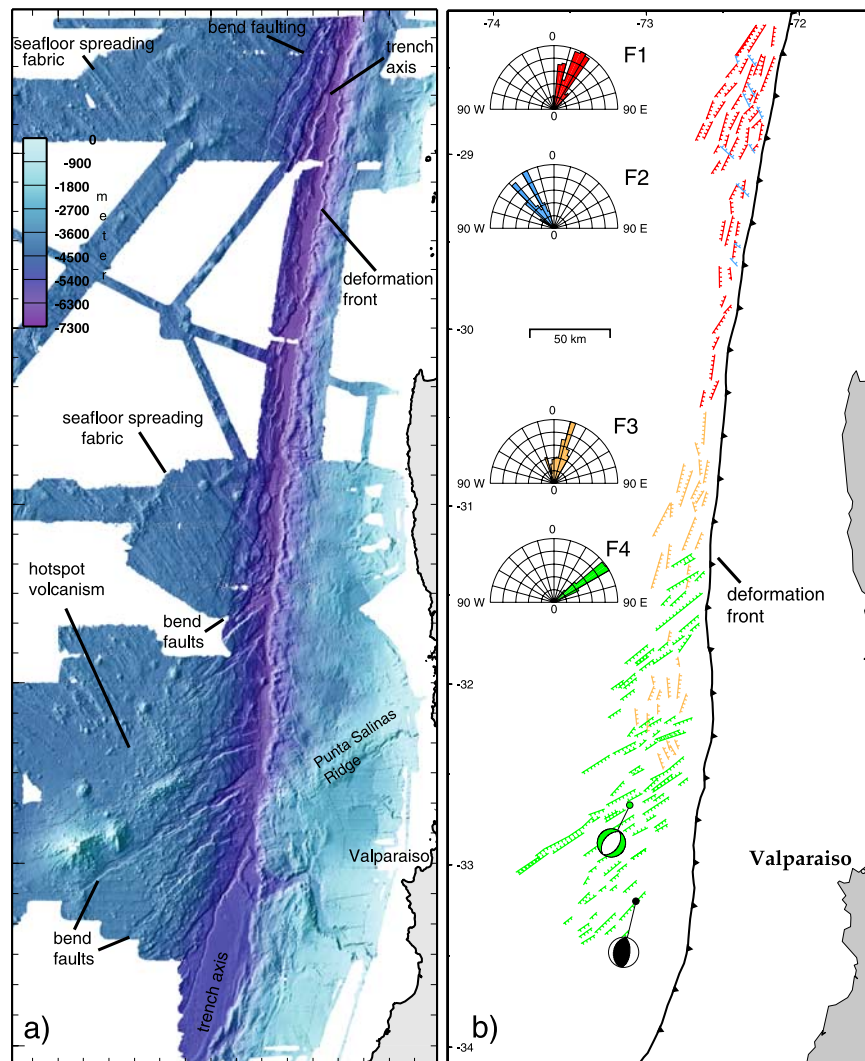 a)
bend faulting
seafloor spreading
fabric
trench
axis
0
-900
-1800
-2700
-3600
-4500
-5400
-6300
-7300
meter
deformation
front
seafloor spreading
fabric
hotspot
volcanism
bend
faults
Punta Salinas
Ridge
Valparaiso
bend
faults
trench axis
b)
-74
-73
-72
-29
-30
-31
-32
-33
-34
0
F1
90 W
90 E
0
0
F2
90 W
90 E
0
50 km
0
F3
90 W
90 E
0
0
F4
90 W
90 E
0
deformation
front
Valparaiso